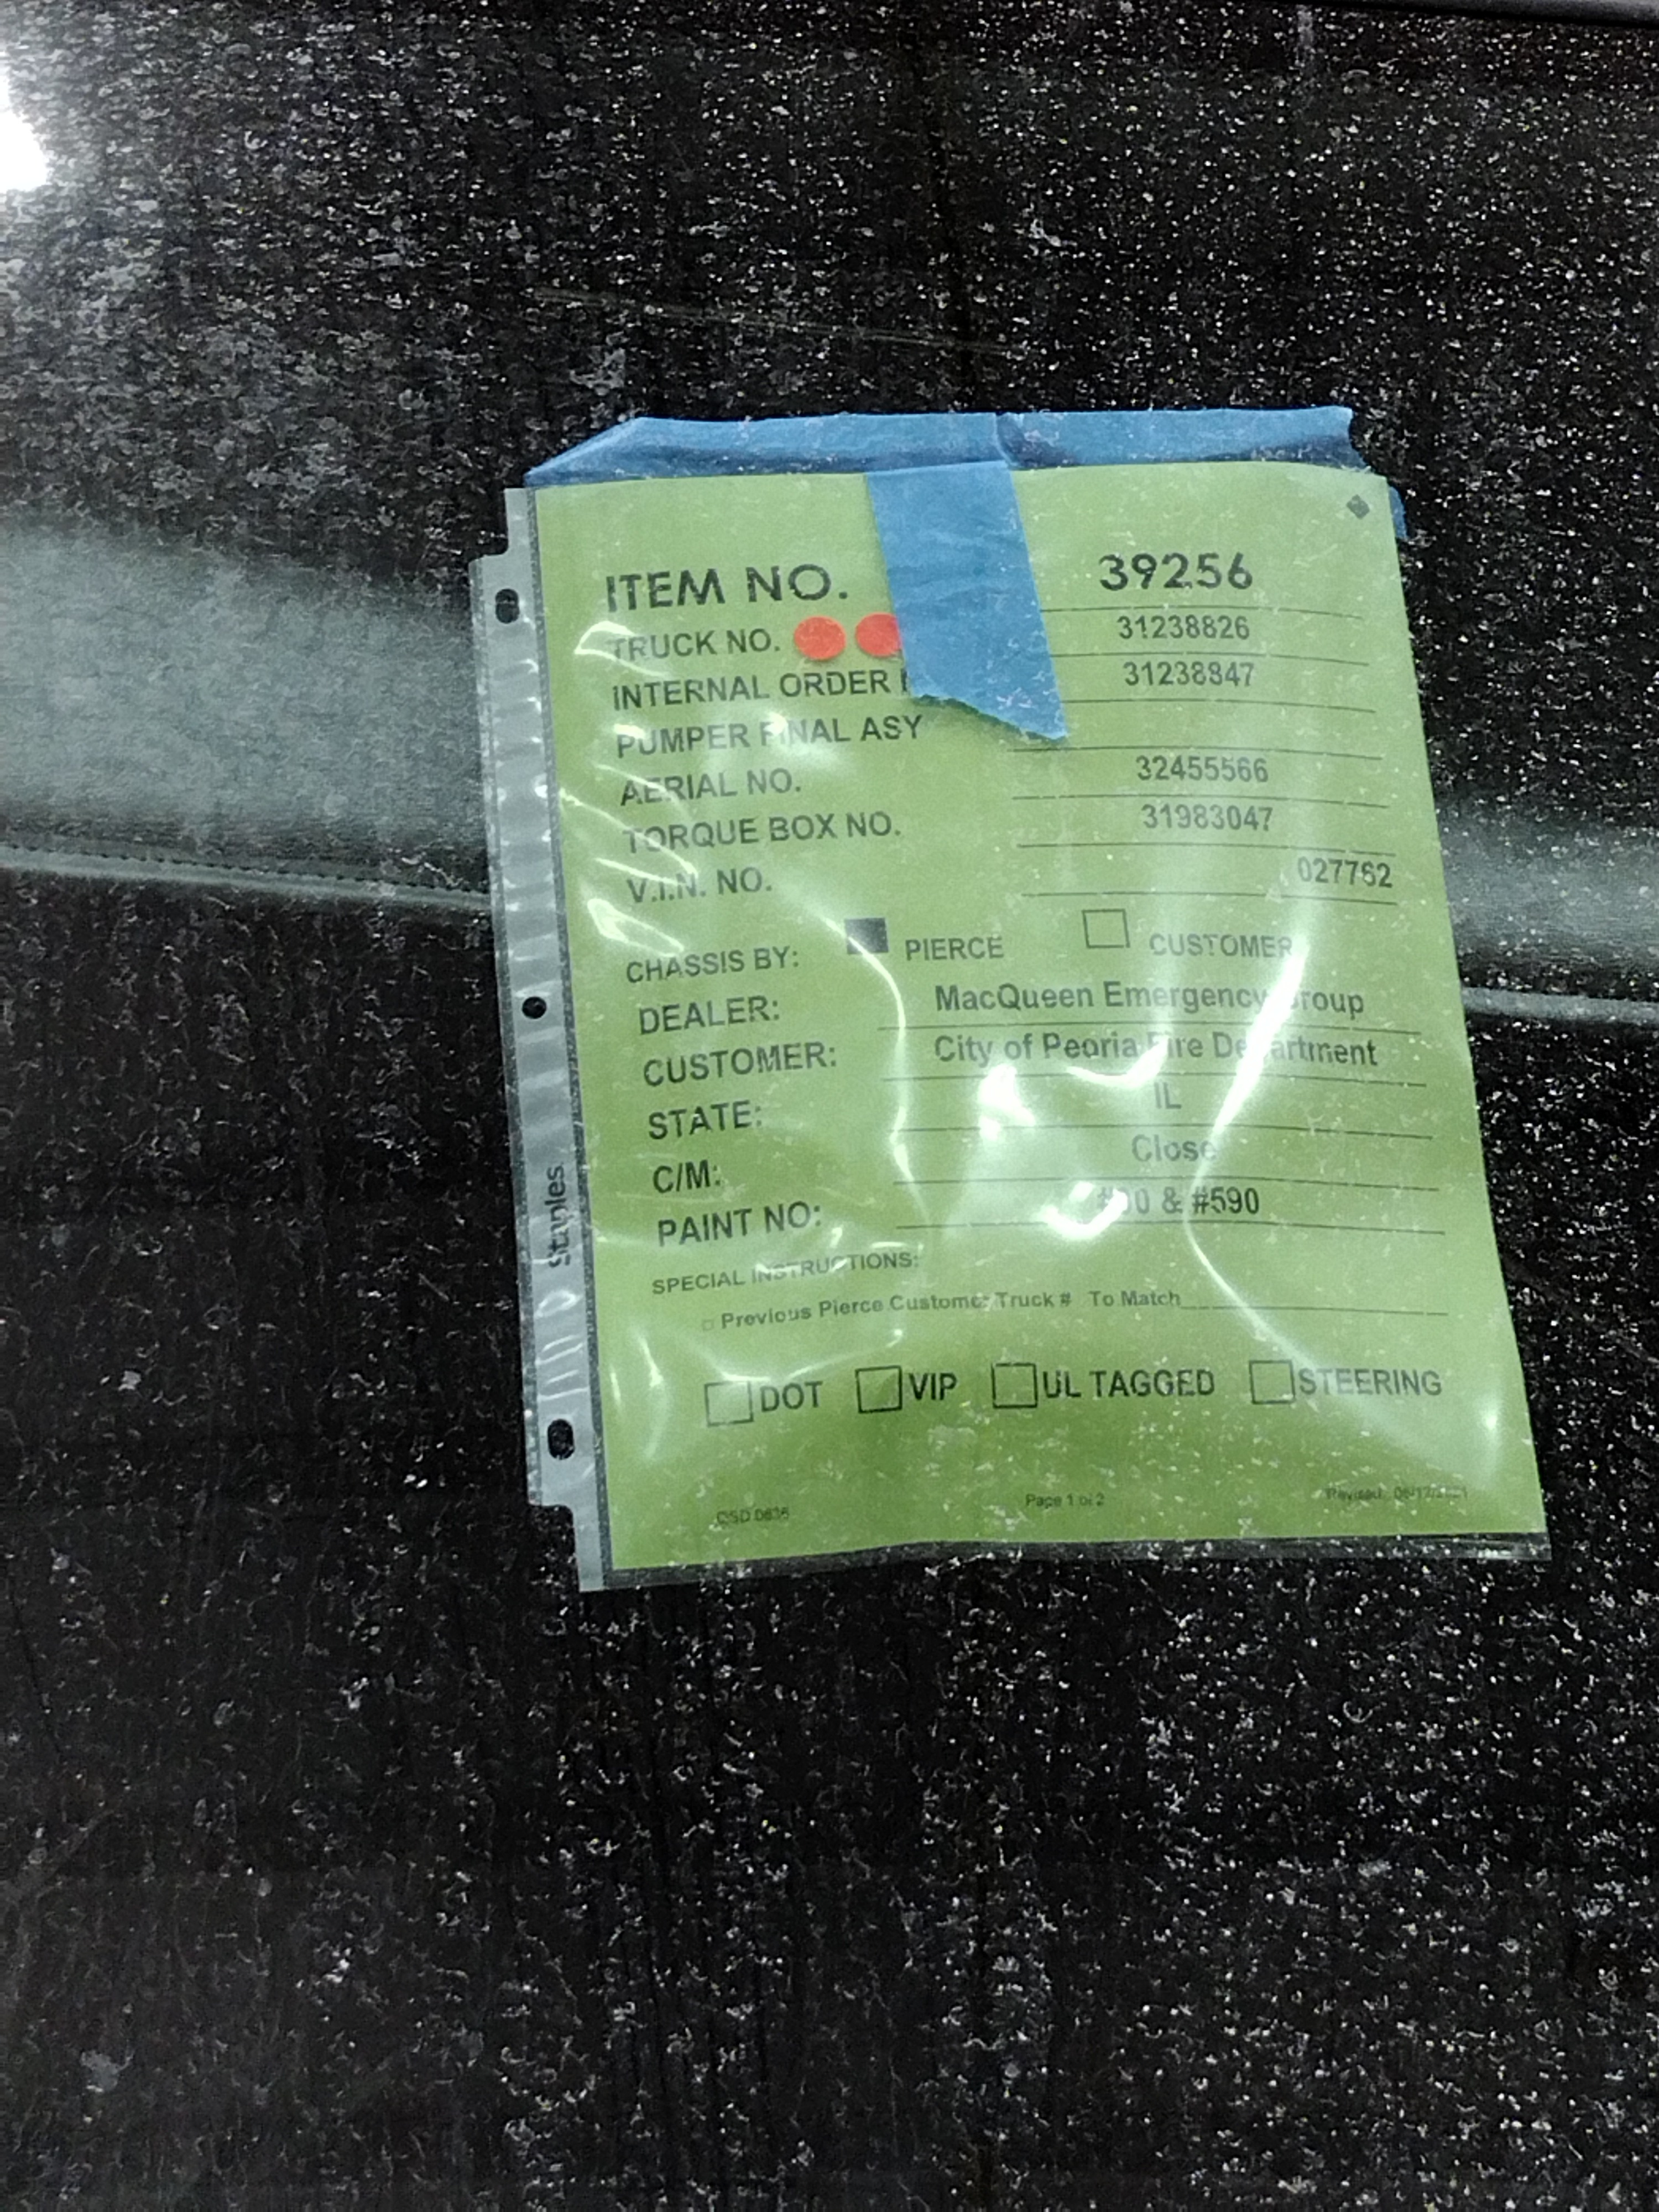 ITEM NO. 39256
TRUCK NO. 31238826
INTERNAL ORDER 31238847
PUMPER FINAL ASY
AERIAL NO. 32455566
TORQUE BOX NO. 31983047
V.I.N. NO. 027762
CHASSIS BY: PIERCE CUSTOMER
DEALER: MacQueen Emergency Group
CUSTOMER: City of Peoria Fire Department
STATE: IL
C/M: Close
PAINT NO: & #590
SPECIAL INSTRUCTIONS:
Previous Pierce Customer Truck # To Match
DOT VIP UL TAGGED STEERING
Page 1 of 2 Revised:
Staples